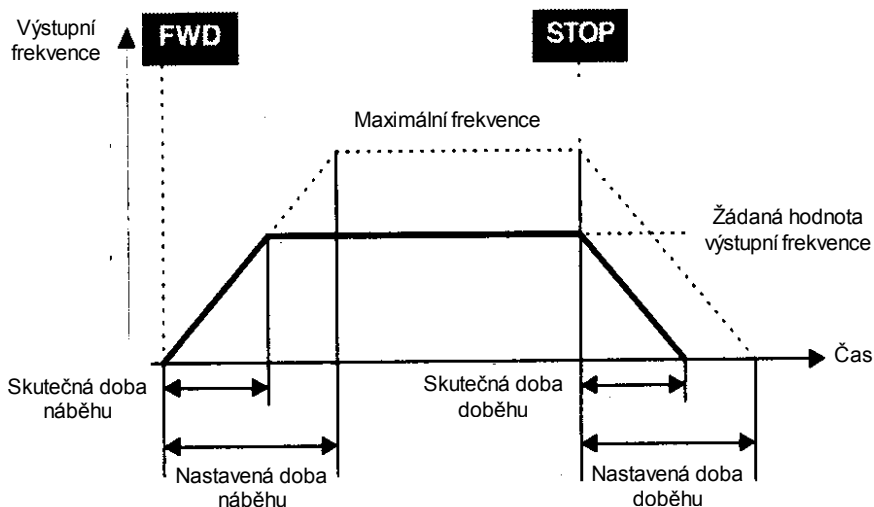 Výstupní
frekvence
FWD
STOP
Maximální frekvence
Žádaná hodnota
výstupní frekvence
Čas
Skutečná doba
náběhu
Skutečná doba
doběhu
Nastavená doba
náběhu
Nastavená doba
doběhu